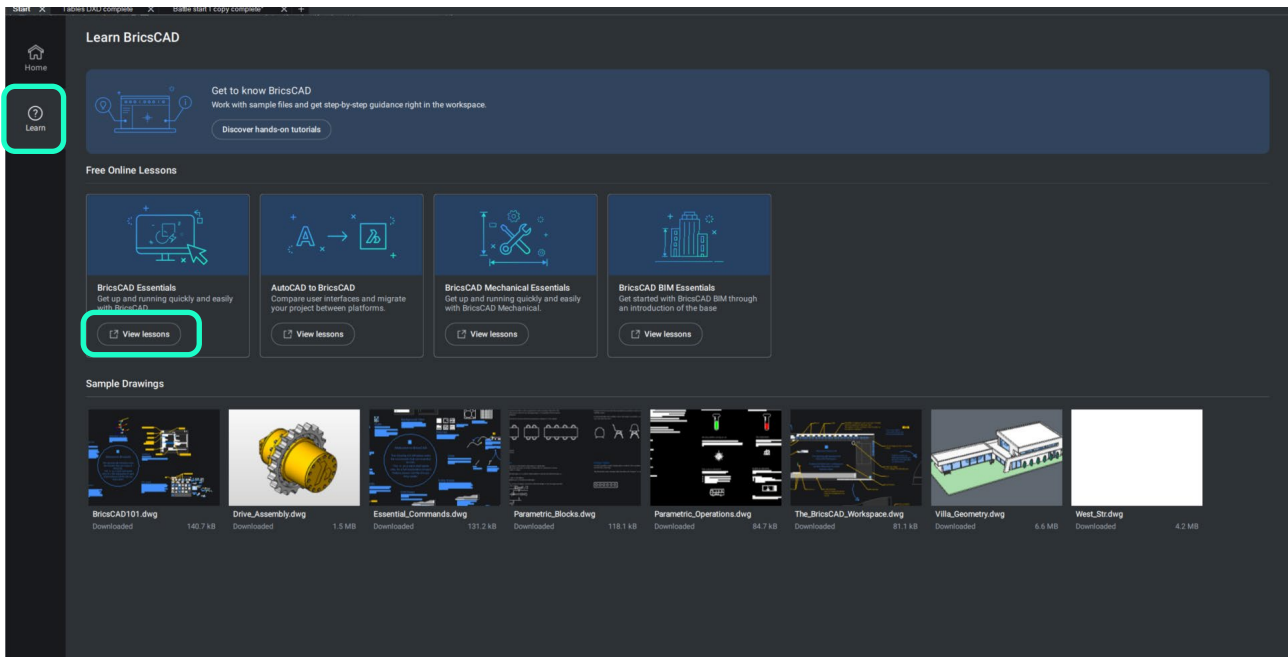 Start
Tables DXD complete
Battle start 1 copy complete*
Learn BricsCAD
Home
Learn
Get to know BricsCAD
Work with sample files and get step-by-step guidance right in the workspace.
Discover hands-on tutorials
Free Online Lessons
BricsCAD Essentials
Get up and running quickly and easily
with BricsCAD
View lessons
AutoCAD to BricsCAD
Compare user interfaces and migrate
your project between platforms.
View lessons
BricsCAD Mechanical Essentials
Get up and running quickly and easily
with BricsCAD Mechanical.
View lessons
BricsCAD BIM Essentials
Get started with BricsCAD BIM through
an introduction of the base
View lessons
Sample Drawings
BricsCAD101.dwg
Downloaded 140.7 kB
Drive_Assembly.dwg
Downloaded 1.5 MB
Essential_Commands.dwg
Downloaded 131.2 kB
Parametric_Blocks.dwg
Downloaded 118.1 kB
Parametric_Operations.dwg
Downloaded 84.7 kB
The_BricsCAD_Workspace.dwg
Downloaded 81.1 kB
Villa_Geometry.dwg
Downloaded 6.6 MB
West_Str.dwg
Downloaded 4.2 MB